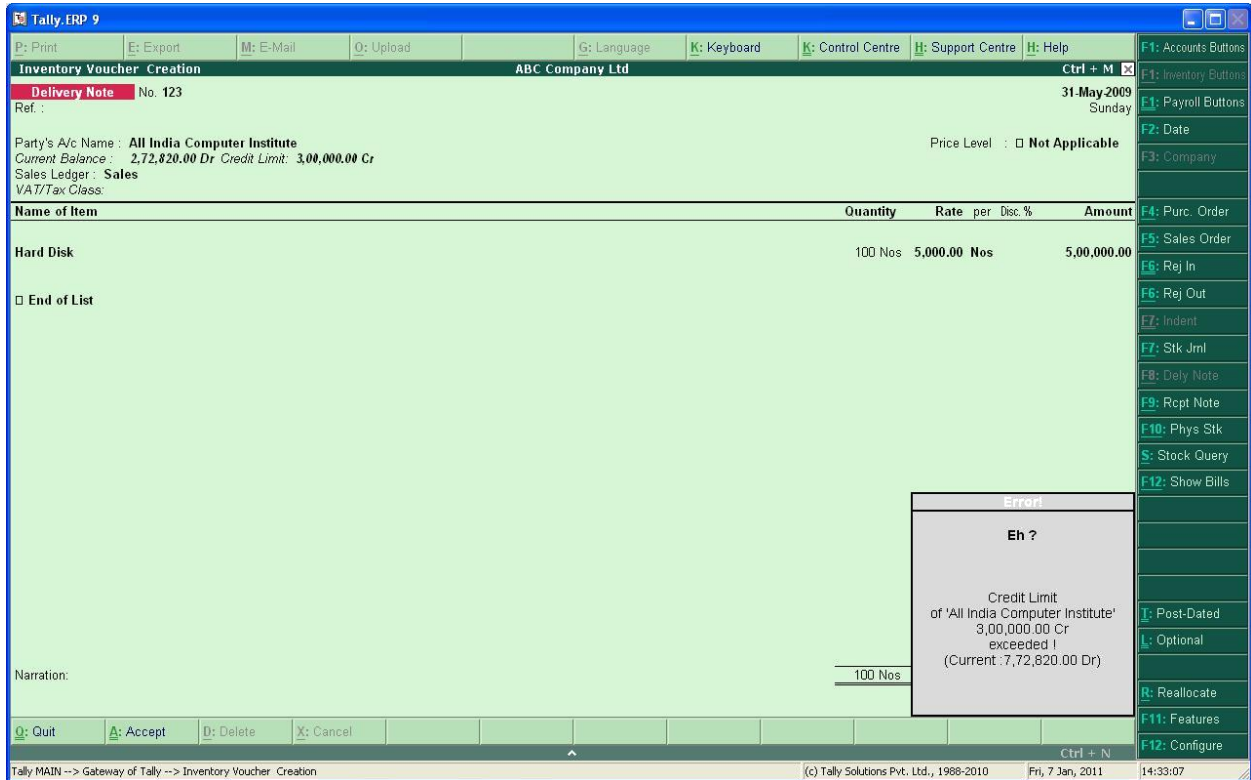 Tally.ERP 9
P: Print E: Export M: E-Mail O: Upload G: Language K: Keyboard K: Control Centre H: Support Centre H: Help F1: Accounts Buttons
Inventory Voucher Creation ABC Company Ltd Ctrl + M F1: Inventory Buttons
Delivery Note No. 123 31-May-2009
Ref. : Sunday
F1: Payroll Buttons
F2: Date
Party's A/c Name : All India Computer Institute Price Level : Not Applicable
Current Balance : 2,72,820.00 Dr Credit Limit: 3,00,000.00 Cr
F3: Company
Sales Ledger : Sales
VAT/Tax Class:
Name of Item Quantity Rate per Disc. % Amount
F4: Purc. Order
F5: Sales Order
Hard Disk 100 Nos 5,000.00 Nos 5,00,000.00
F6: Rej In
End of List
F6: Rej Out
F7: Indent
F7: Stk Jrnl
F8: Dely Note
F9: Rcpt Note
F10: Phys Stk
S: Stock Query
F12: Show Bills
Error!
Eh ?
Credit Limit
of 'All India Computer Institute'
3,00,000.00 Cr
exceeded !
(Current :7,72,820.00 Dr)
T: Post-Dated
L: Optional
Narration: 100 Nos
R: Reallocate
F11: Features
Q: Quit A: Accept D: Delete X: Cancel
F12: Configure
Ctrl + N
Tally MAIN --> Gateway of Tally --> Inventory Voucher Creation (c) Tally Solutions Pvt. Ltd., 1988-2010 Fri, 7 Jan, 2011 14:33:07